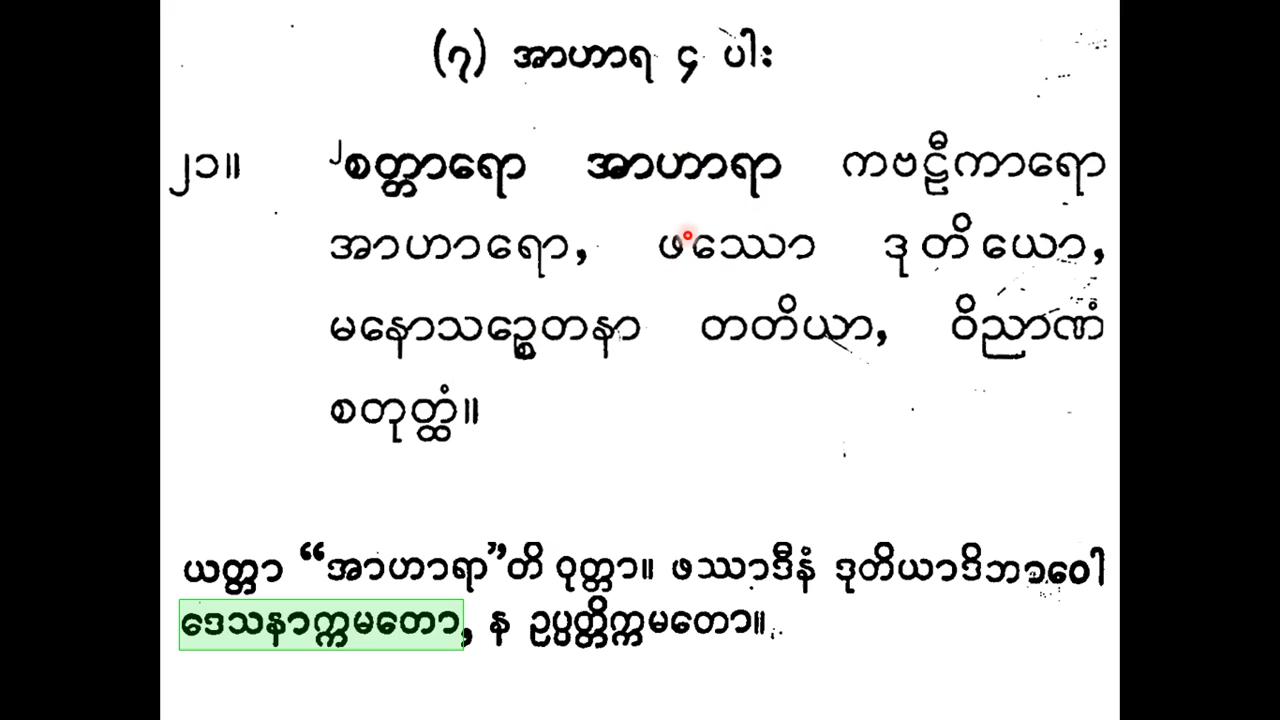 (၇) အာဟာရ ၄ ပါး
၂၁။ ၂စတ္တာရော အာဟာရာ ကဗဠီကာရော
အာဟာရော, ဖဿော ဒုတိယော,
မနောသဉ္စေတနာ တတိယာ, ဝိညာဏံ
စတုတ္ထံ။
ယတ္တာ “အာဟာရာ”တိ ဝုတ္တာ။ ဖဿာဒီနံ ဒုတိယာဒိဘာဝေါ
ဒေသနာက္ကမတော, န ဥပ္ပတ္တိက္ကမတော။